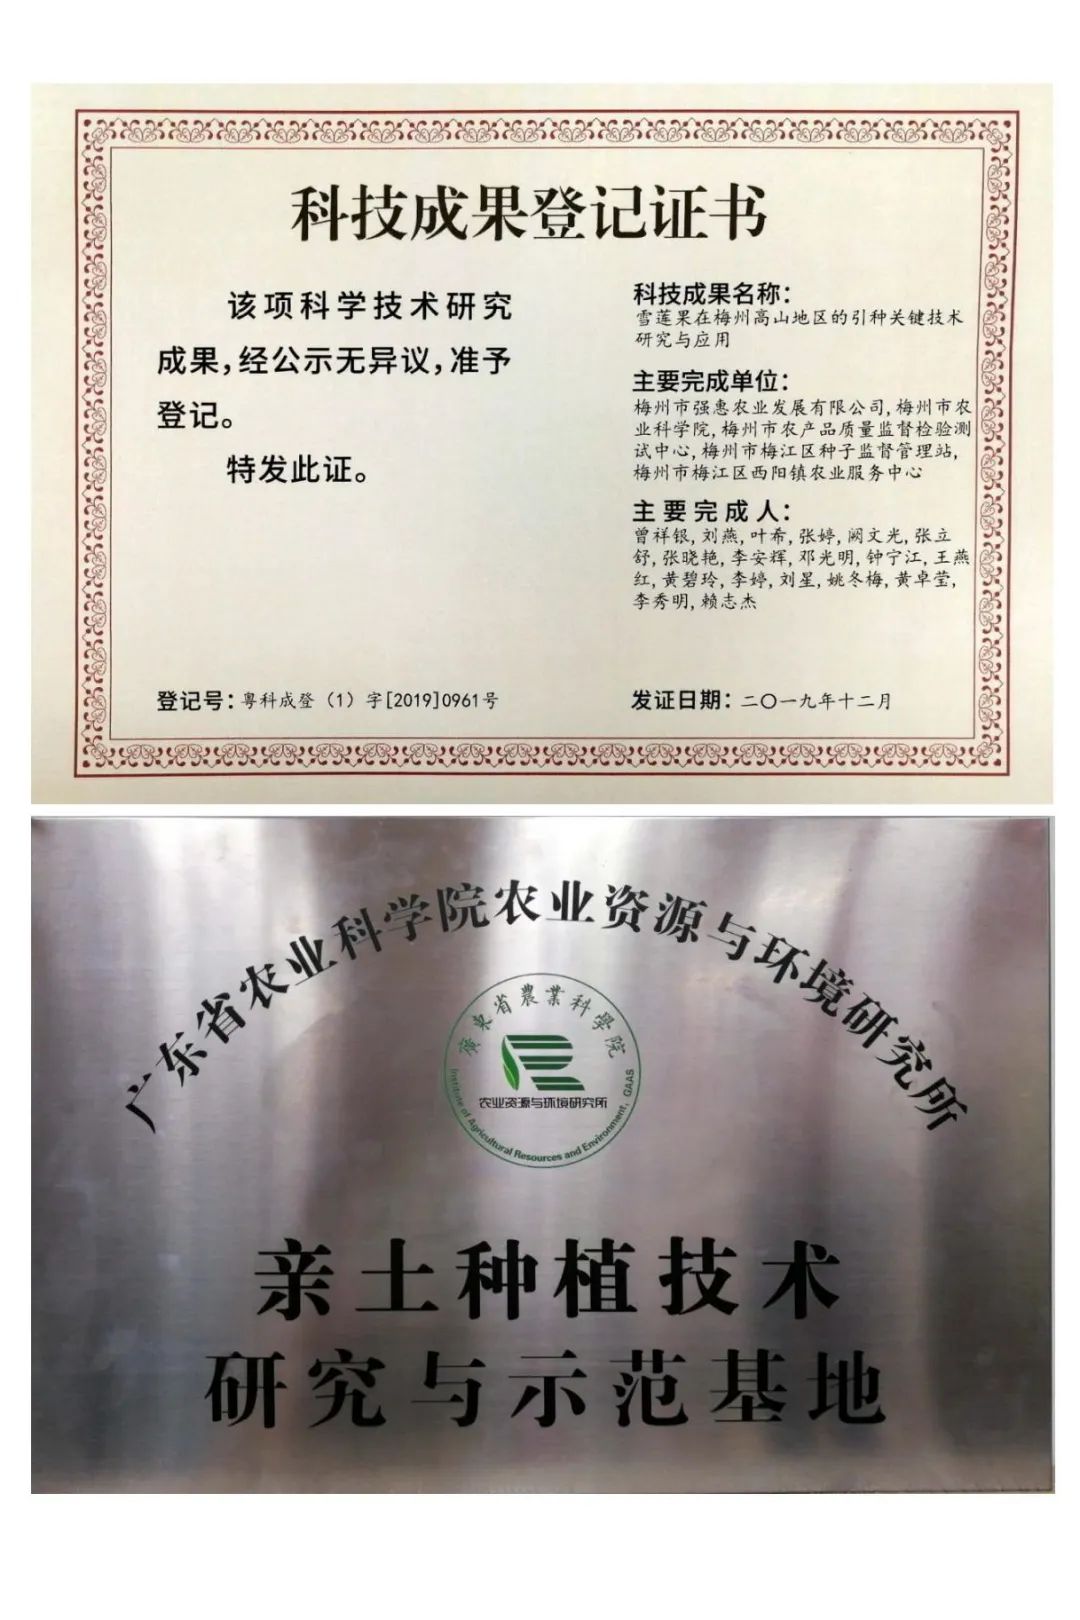 科技成果登记证书
该项科学技术研究
成果,经公示无异议,准予
登记。
特发此证。
登记号:粤科成登（1）字[2019]0961号
科技成果名称:
雪莲果在梅州高山地区的引种关键技术
研究与应用
主要完成单位:
梅州市强惠农业发展有限公司,梅州市农
业科学院,梅州市农产品质量监督检验测
试中心,梅州市梅江区种子监督管理站,
梅州市梅江区西阳镇农业服务中心
主要完成人:
曾祥银,刘燕,叶希,张婷,阙文光,张立
舒,张晓艳,李安辉,邓光明,钟宁江,王燕
红,黄碧玲,李婷,刘星,姚冬梅,黄卓莹,
李秀明,赖志杰
发证日期:二〇一九年十二月
广东省农业科学院农业资源与环境研究所
廣東省農業科學院
农业资源与环境研究所
Institute of Agricultural Resources and Environment, GAAS
亲土种植技术
研究与示范基地